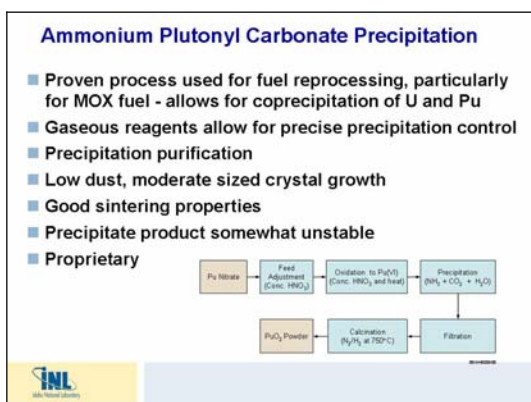 Ammonium Plutonyl Carbonate Precipitation
Proven process used for fuel reprocessing, particularly
for MOX fuel - allows for coprecipitation of U and Pu
Gaseous reagents allow for precise precipitation control
Precipitation purification
Low dust, moderate sized crystal growth
Good sintering properties
Precipitate product somewhat unstable
Proprietary
Pu Nitrate
Feed
Adjustment
(Conc. HNO₃)
Oxidation to Pu(VI)
(Conc. HNO₃ and heat)
Precipitation
(NH₃ + CO₂ + H₂O)
Filtration
Calcination
(N₂/H₂ at 750°C)
PuO₂ Powder
INL
Idaho National Laboratory